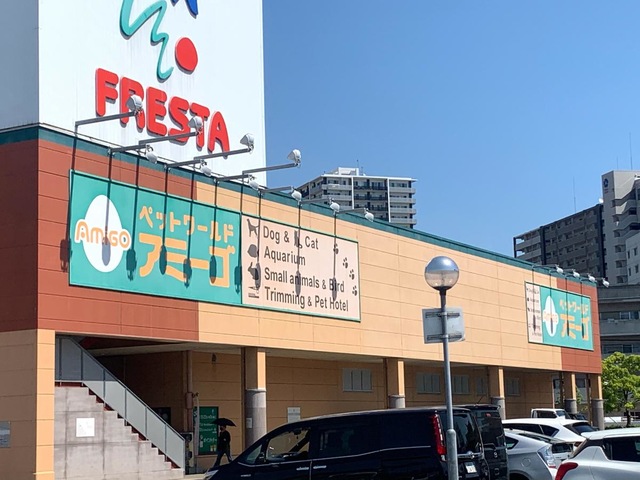 FRESTA
AMiGO
ペットワールド
アミーゴ
Dog & Cat
Aquarium
Small animals & Bird
Trimming & Pet Hotel
ペットワールド
アミーゴ